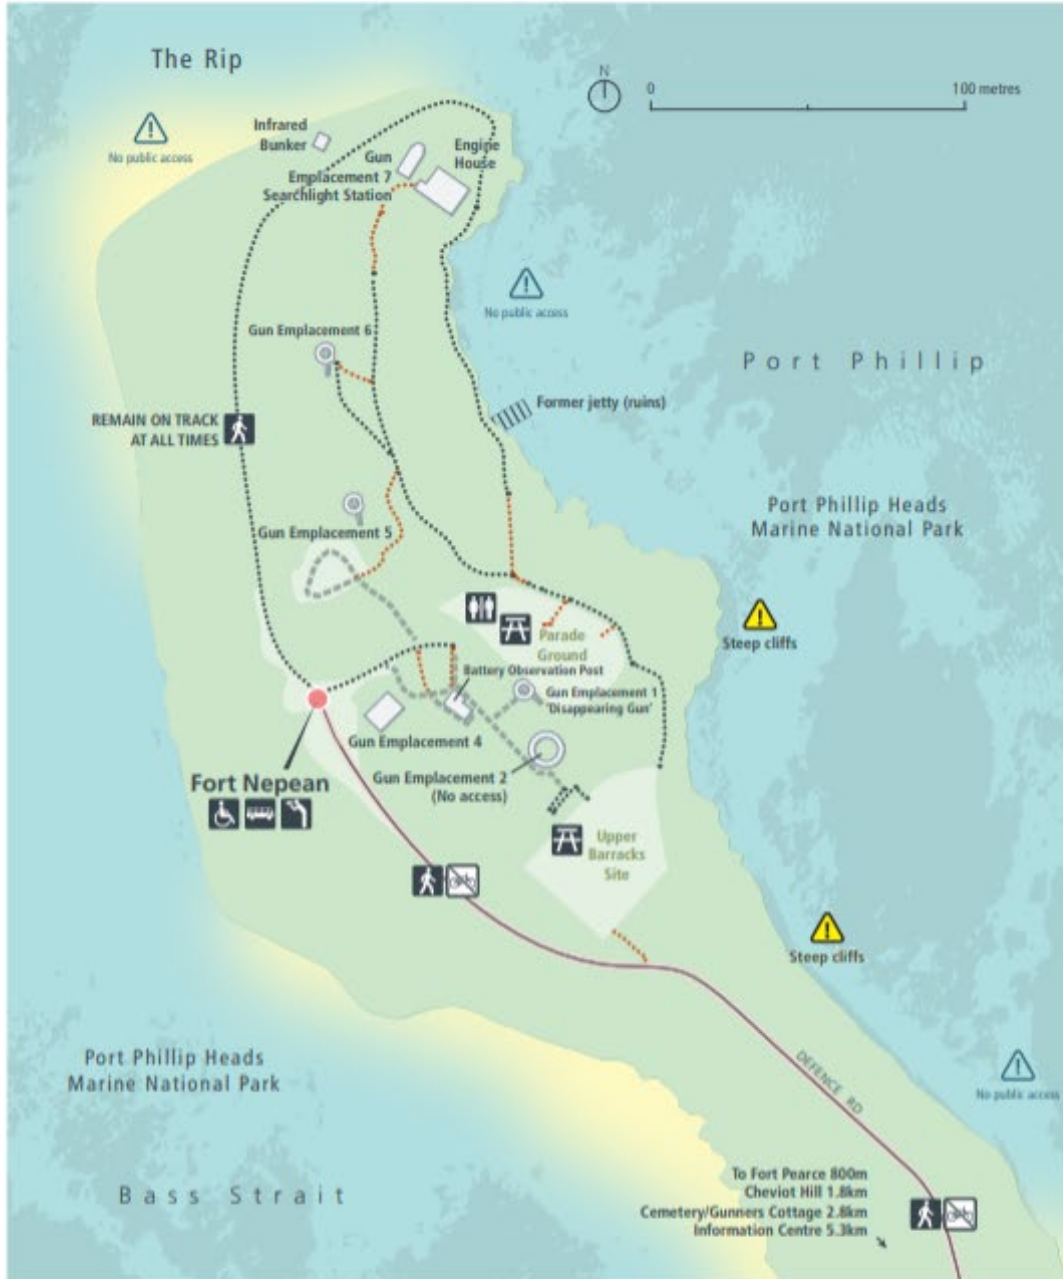 The Rip
N
0
100 metres
No public access
Infrared
Bunker
Gun
Emplacement 7
Searchlight Station
Engine
House
No public access
Gun Emplacement 6
Port Phillip
Former jetty (ruins)
REMAIN ON TRACK
AT ALL TIMES
Port Phillip Heads
Marine National Park
Gun Emplacement 5
Steep cliffs
Parade
Ground
Battery Observation Post
Gun Emplacement 1
'Disappearing Gun'
Gun Emplacement 4
Gun Emplacement 2
(No access)
Fort Nepean
Upper
Barracks
Site
Steep cliffs
Port Phillip Heads
Marine National Park
DEFENCE RD
No public access
Bass Strait
To Fort Pearce 800m
Cheviot Hill 1.8km
Cemetery/Gunners Cottage 2.8km
Information Centre 5.3km